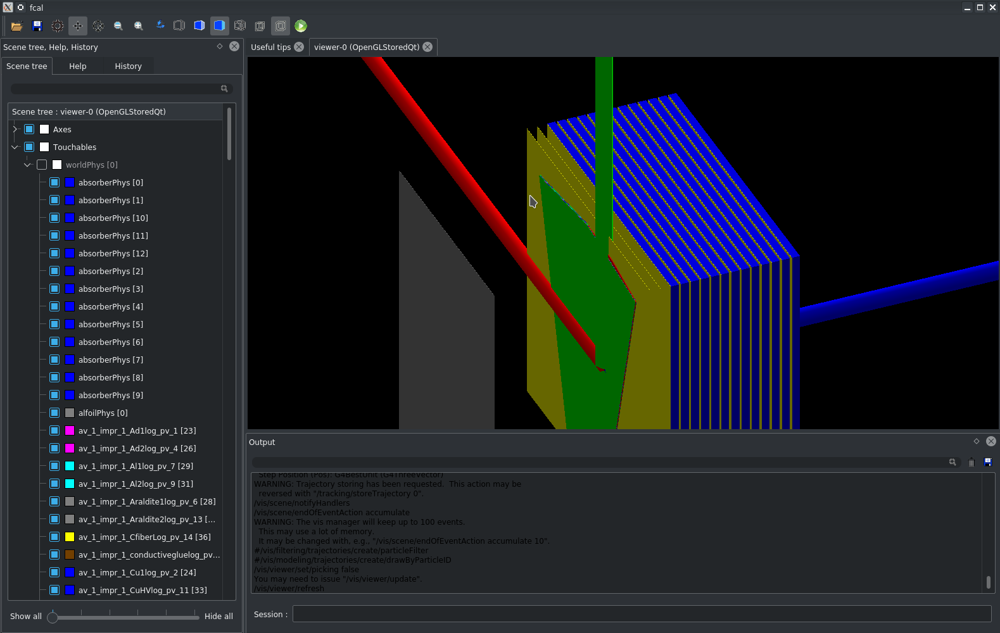 fcal
Scene tree, Help, History
Useful tips
viewer-0 (OpenGLStoredQt)
Scene tree
Help
History
Scene tree : viewer-0 (OpenGLStoredQt)
Axes
Touchables
worldPhys [0]
absorberPhys [0]
absorberPhys [1]
absorberPhys [10]
absorberPhys [11]
absorberPhys [12]
absorberPhys [2]
absorberPhys [3]
absorberPhys [4]
absorberPhys [5]
absorberPhys [6]
absorberPhys [7]
absorberPhys [8]
absorberPhys [9]
alfoilPhys [0]
av_1_impr_1_Ad1log_pv_1 [23]
av_1_impr_1_Ad2log_pv_4 [26]
av_1_impr_1_Al1log_pv_7 [29]
av_1_impr_1_Al2log_pv_9 [31]
av_1_impr_1_Araldite1log_pv_6 [28]
av_1_impr_1_Araldite2log_pv_13 [...
av_1_impr_1_CfiberLog_pv_14 [36]
av_1_impr_1_conductivegluelog_pv...
av_1_impr_1_Cu1log_pv_2 [24]
av_1_impr_1_CuHVlog_pv_11 [33]
Show all
Hide all
Output
Step Position (Pos): G4BestUnit (G4ThreeVector)
WARNING: Trajectory storing has been requested.  This action may be
reversed with "/tracking/storeTrajectory 0".
/vis/scene/notifyHandlers
/vis/scene/endOfEventAction accumulate
WARNING: The vis manager will keep up to 100 events.
This may use a lot of memory.
It may be changed with, e.g., "/vis/scene/endOfEventAction accumulate 10".
#/vis/filtering/trajectories/create/particleFilter
#/vis/modeling/trajectories/create/drawByParticleID
/vis/viewer/set/picking false
You may need to issue "/vis/viewer/update".
/vis/viewer/refresh
Session :